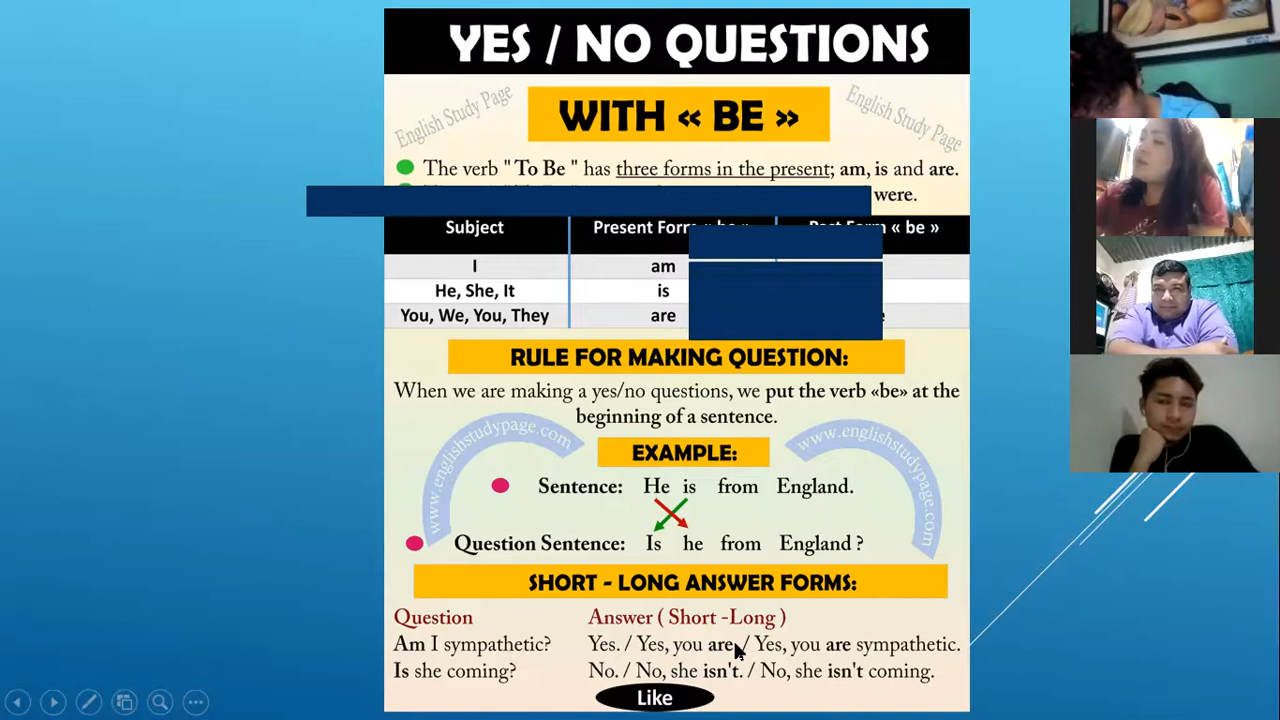 YES / NO QUESTIONS
English Study Page
WITH « BE »
English Study Page
The verb " To Be " has three forms in the present; am, is and are.
were.
Subject Present Form « be » Past Form « be »
I am
He, She, It is
You, We, You, They are
RULE FOR MAKING QUESTION:
When we are making a yes/no questions, we put the verb «be» at the
beginning of a sentence.
www.englishstudypage.com
www.englishstudypage.com
EXAMPLE:
Sentence: He is from England.
Question Sentence: Is he from England ?
SHORT - LONG ANSWER FORMS:
Question Answer ( Short -Long )
Am I sympathetic? Yes. / Yes, you are. / Yes, you are sympathetic.
Is she coming? No. / No, she isn't. / No, she isn't coming.
Like